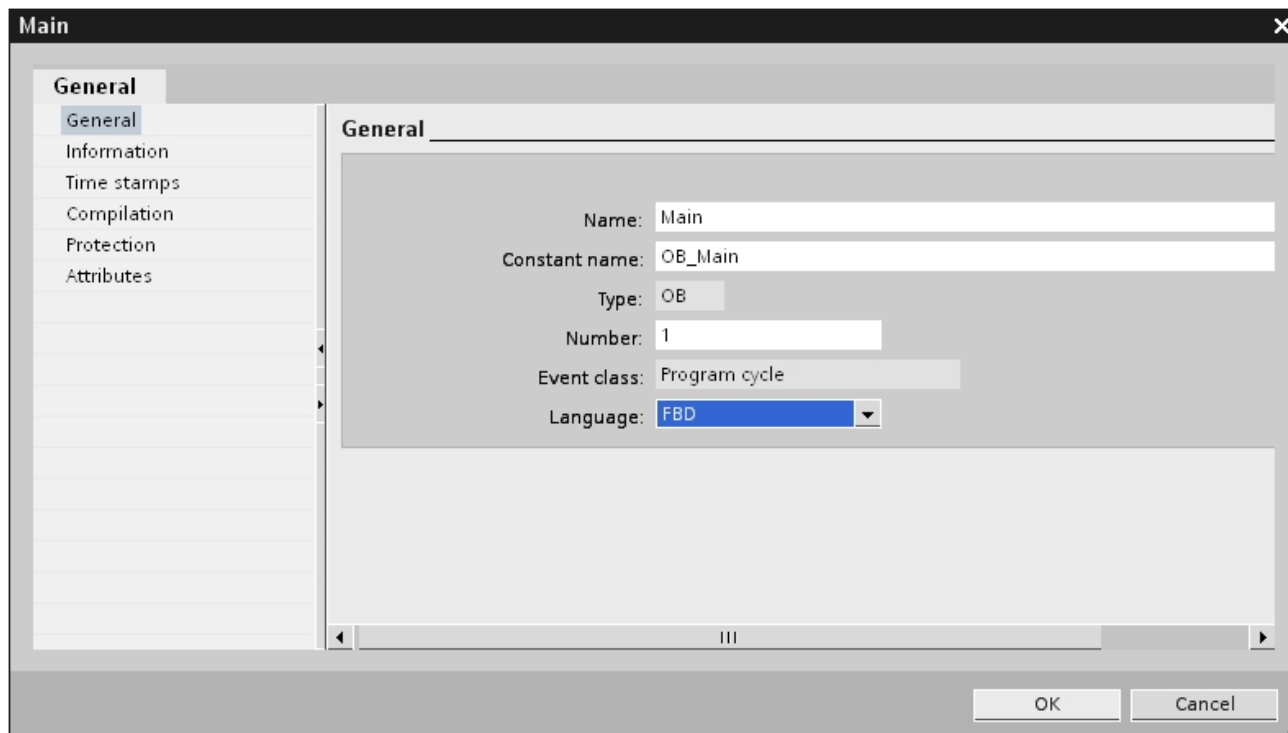 Main
General
General
Information
Time stamps
Compilation
Protection
Attributes
General
Name: Main
Constant name: OB_Main
Type: OB
Number: 1
Event class: Program cycle
Language: FBD
OK Cancel